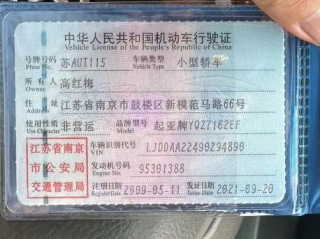 中华人民共和国机动车行驶证
Vehicle License of the People's Republic of China
号牌号码 苏AUI115 车辆类型 小型轿车
Plate No. Vehicle Type
所有人 高红梅
Owner
住址 江苏省南京市鼓楼区新模范马路66号
Address
使用性质 非营运 品牌型号 起亚牌YQZ7162EF
Use Character Model
江苏省南京
市公安局
交通管理局
车辆识别代号 LJDDAA22490294896
VIN
发动机号码 95301388
Engine No.
注册日期 2009-05-11 发证日期 2021-09-20
Register Date Issue Date